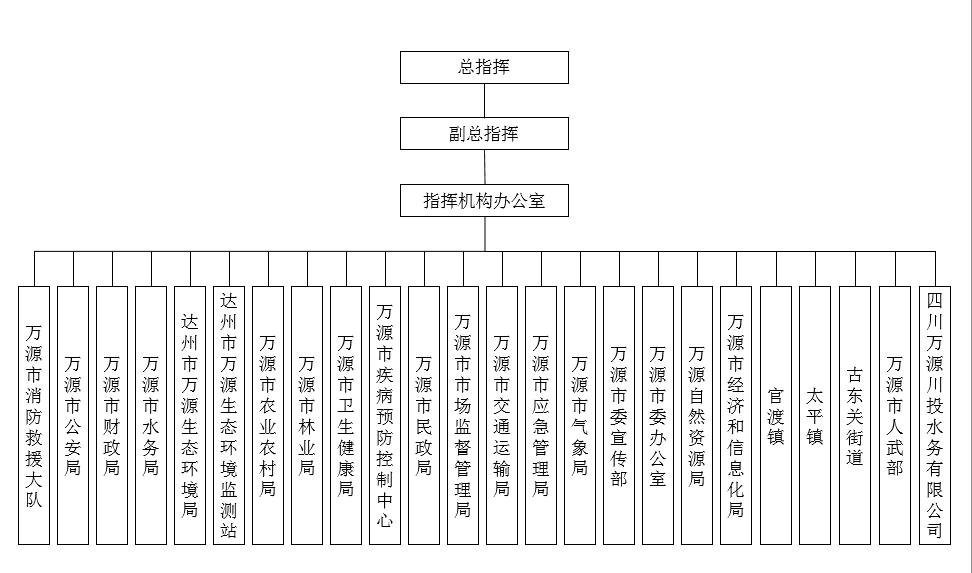 总指挥
副总指挥
指挥机构办公室
万源市消防救援大队
万源市公安局
万源市财政局
万源市水务局
达州市万源生态环境局
达州市万源生态环境监测站
万源市农业农村局
万源市林业局
万源市卫生健康局
万源市疾病预防控制中心
万源市民政局
万源市市场监督管理局
万源市交通运输局
万源市应急管理局
万源市气象局
万源市委宣传部
万源市委办公室
万源自然资源局
万源市经济和信息化局
官渡镇
太平镇
古东关街道
万源市人武部
四川万源川投水务有限公司